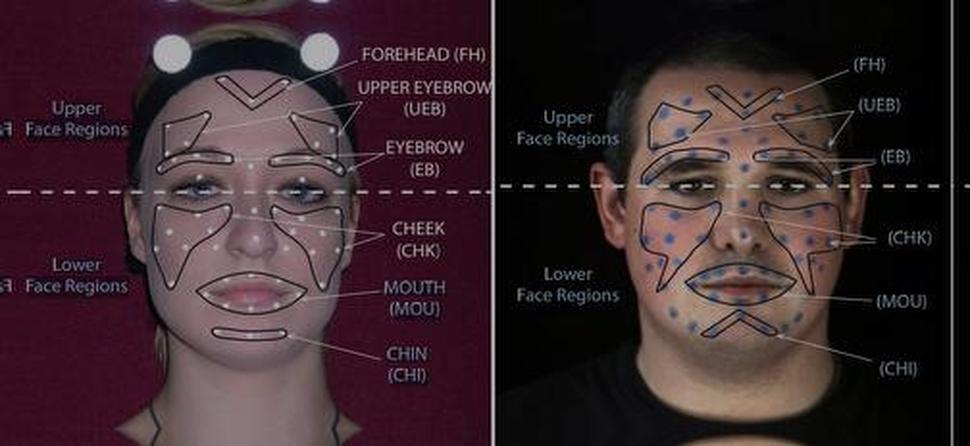 FOREHEAD (FH)
UPPER EYEBROW
(UEB)
Upper
Face Regions
EYEBROW
(EB)
CHEEK
(CHK)
Lower
Face Regions
MOUTH
(MOU)
CHIN
(CHI)
(FH)
(UEB)
Upper
Face Regions
(EB)
(CHK)
Lower
Face Regions
(MOU)
(CHI)